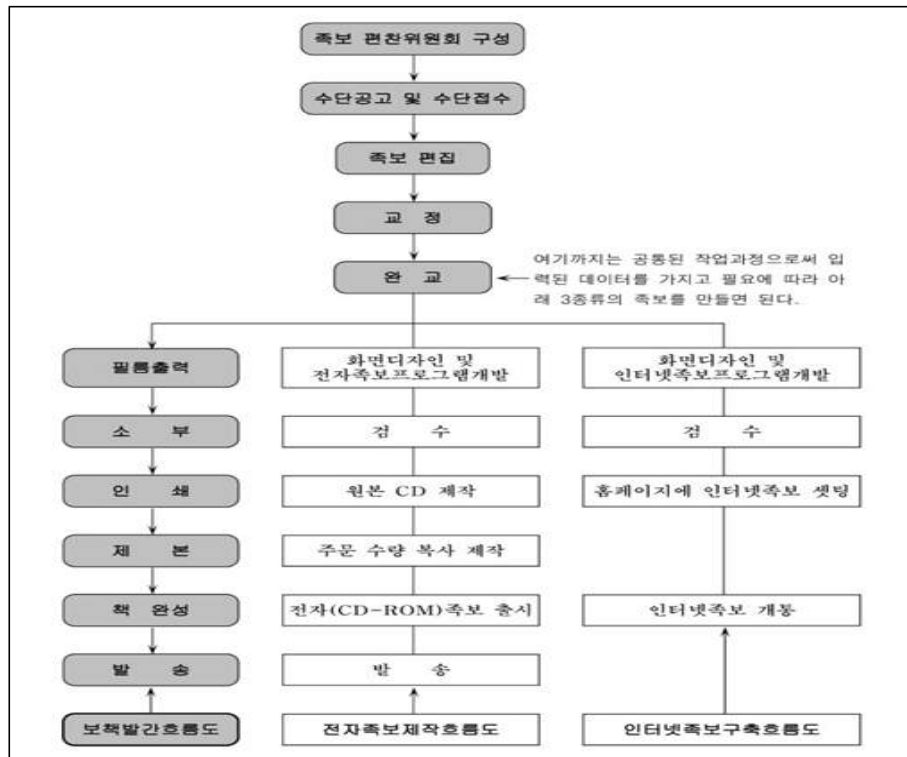 족보 편찬위원회 구성
수단공고 및 수단접수
족보 편집
교 정
완 교
여기까지는 공통된 작업과정으로써 입
력된 데이터를 가지고 필요에 따라 아
래 3종류의 족보를 만들면 된다.
필름출력
소 부
인 쇄
제 본
책 완성
발 송
보책발간흐름도
화면디자인 및
전자족보프로그램개발
검 수
원본 CD 제작
주문 수량 복사 제작
전자(CD-ROM)족보 출시
발 송
전자족보제작흐름도
화면디자인 및
인터넷족보프로그램개발
검 수
홈페이지에 인터넷족보 셋팅
인터넷족보 개통
인터넷족보구축흐름도